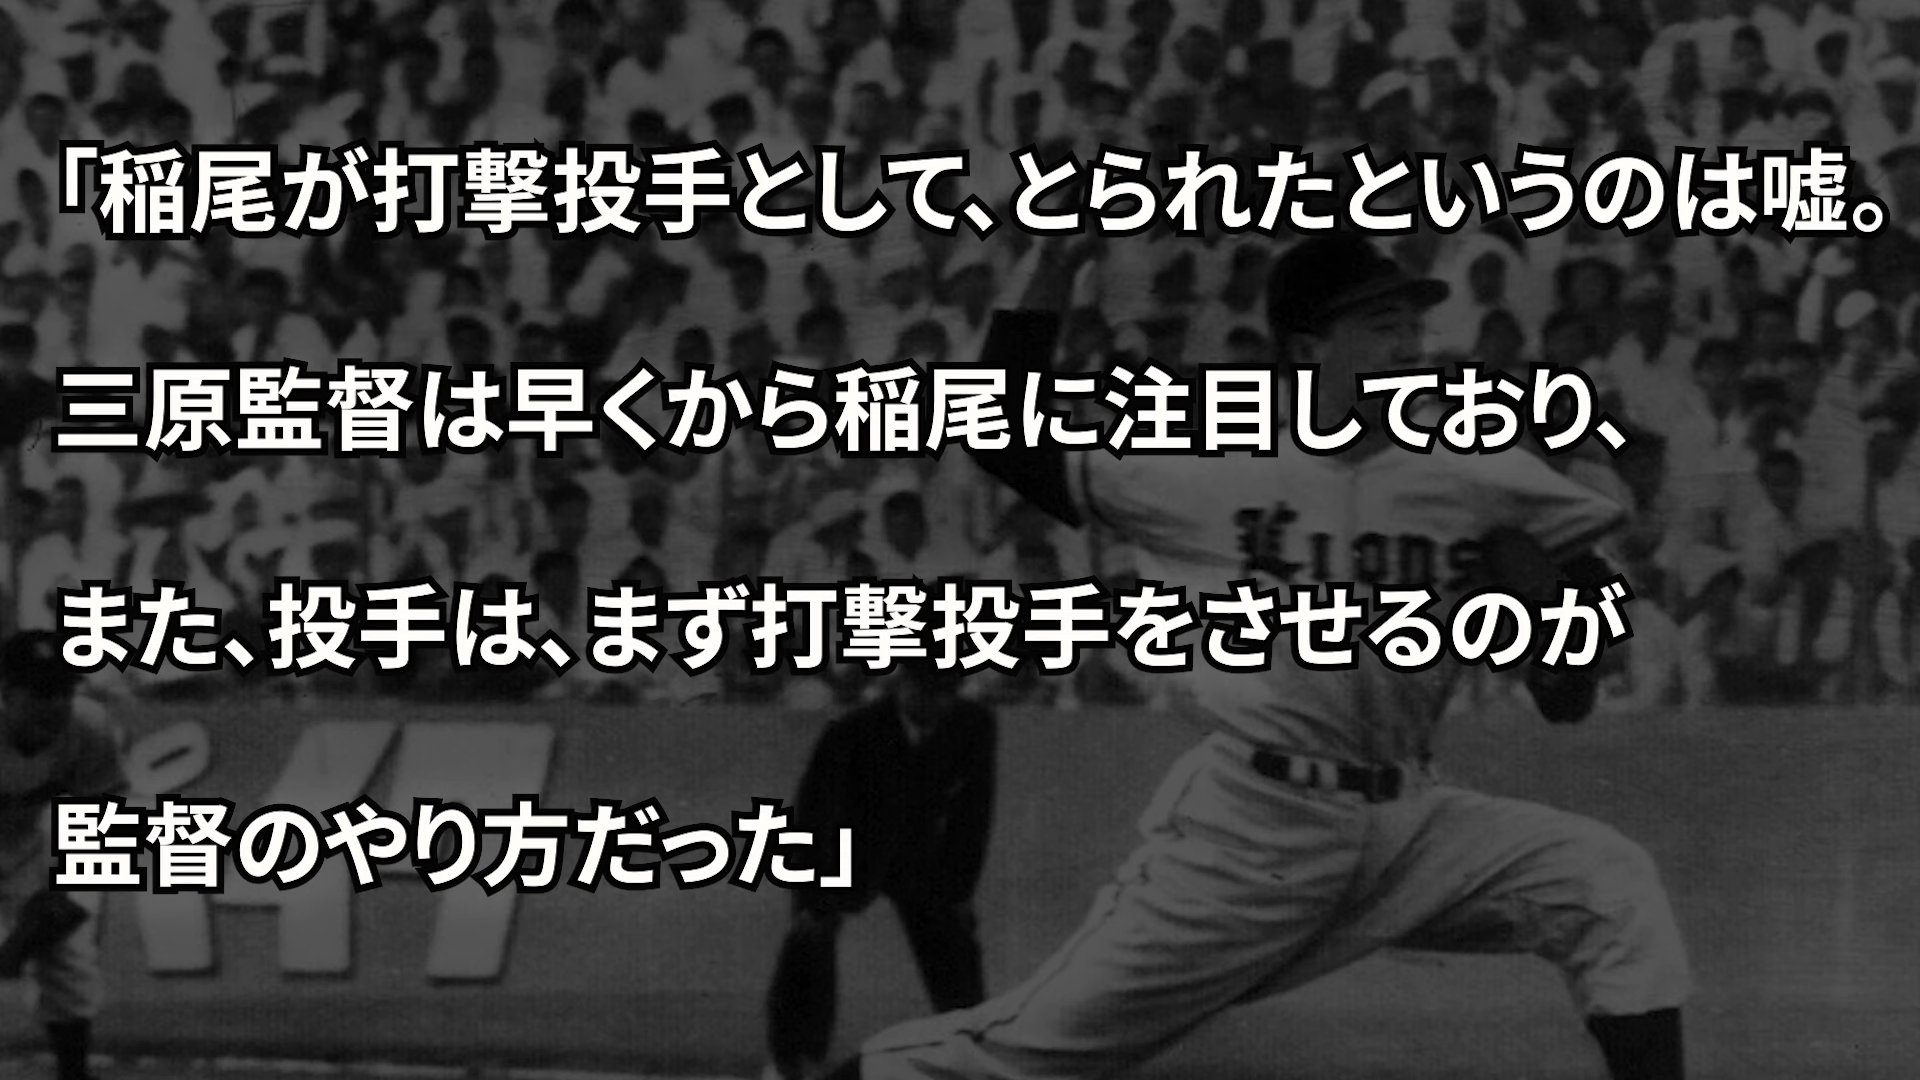 「稲尾が打撃投手として、とられたというのは嘘。
三原監督は早くから稲尾に注目しており、
また、投手は、まず打撃投手をさせるのが
監督のやり方だった」
Lions